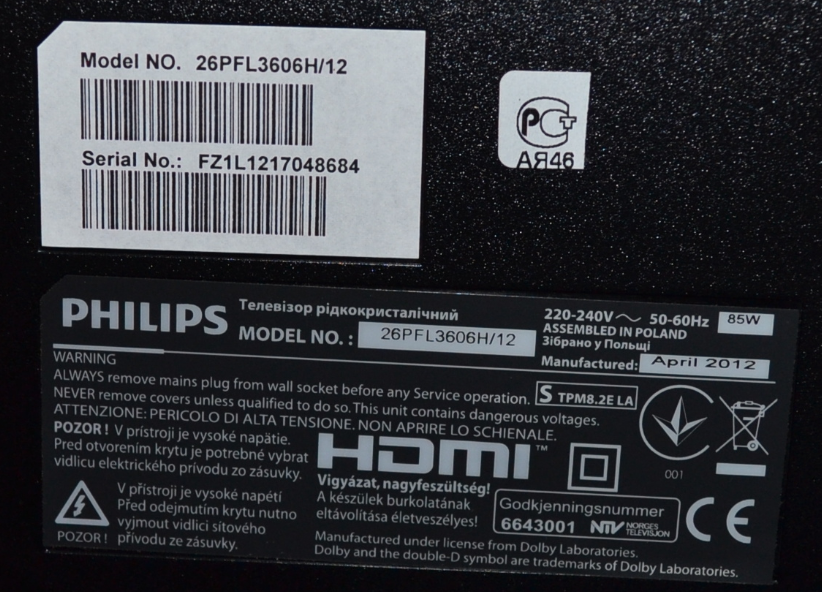 Model NO. 26PFL3606H/12
Serial No.: FZ1L1217048684
РСТ
АЯ46
PHILIPS
Телевізор рідкокристалічний
MODEL NO. : 26PFL3606H/12
220-240V～ 50-60Hz 85W
ASSEMBLED IN POLAND
Зібрано у Польщі
Manufactured: April 2012
WARNING
ALWAYS remove mains plug from wall socket before any Service operation.
NEVER remove covers unless qualified to do so. This unit contains dangerous voltages.
ATTENZIONE: PERICOLO DI ALTA TENSIONE. NON APRIRE LO SCHIENALE.
S TPM8.2E LA
POZOR ! V prístroji je vysoké napätie.
Pred otvorením krytu je potrebné vybrat
vidlicu elektrického prívodu zo zásuvky.
HDMI™
001
V přístroji je vysoké napětí
Před odejmutím krytu nutno
vyjmout vidlici sítového
přívodu ze zásuvky.
POZOR !
Vigyázat, nagyfeszültség!
A készülek burkolatának
eltávolítása életveszélyes!
Godkjenningsnummer
6643001 NTV NORGES TELEVISJON
CE
Manufactured under license from Dolby Laboratories.
Dolby and the double-D symbol are trademarks of Dolby Laboratories.